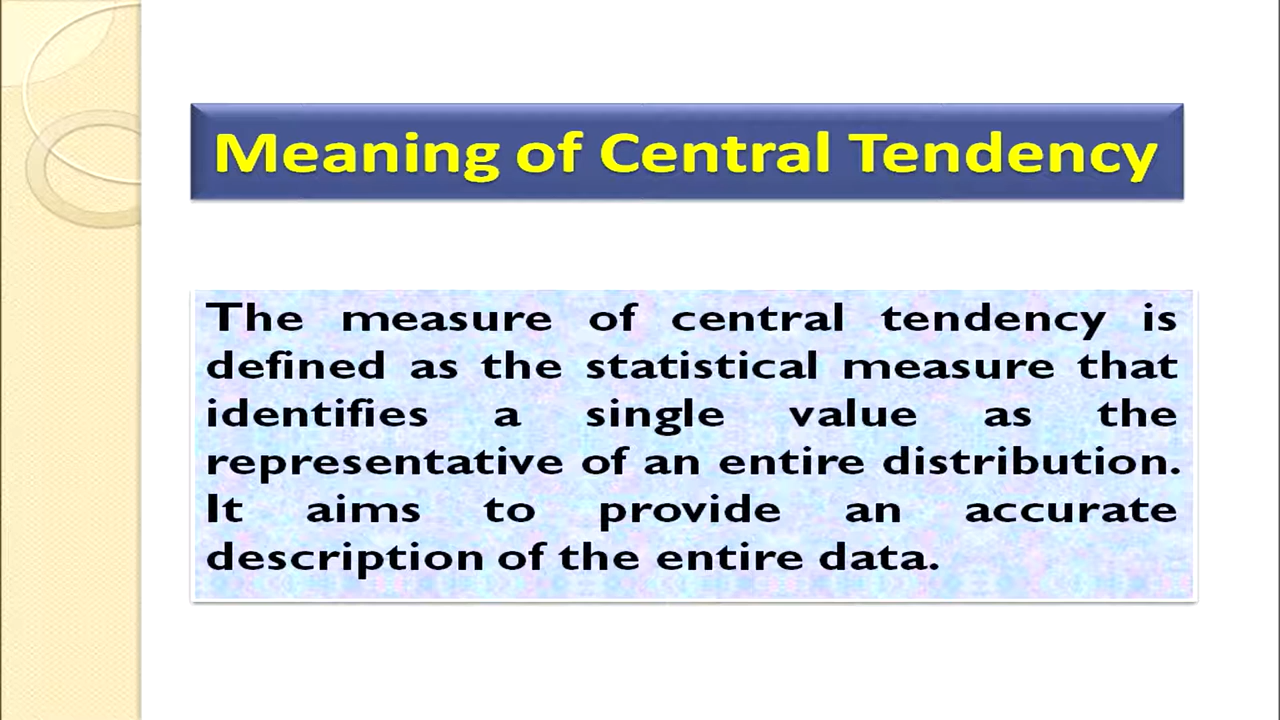 Meaning of Central Tendency
The measure of central tendency is
defined as the statistical measure that
identifies a single value as the
representative of an entire distribution.
It aims to provide an accurate
description of the entire data.